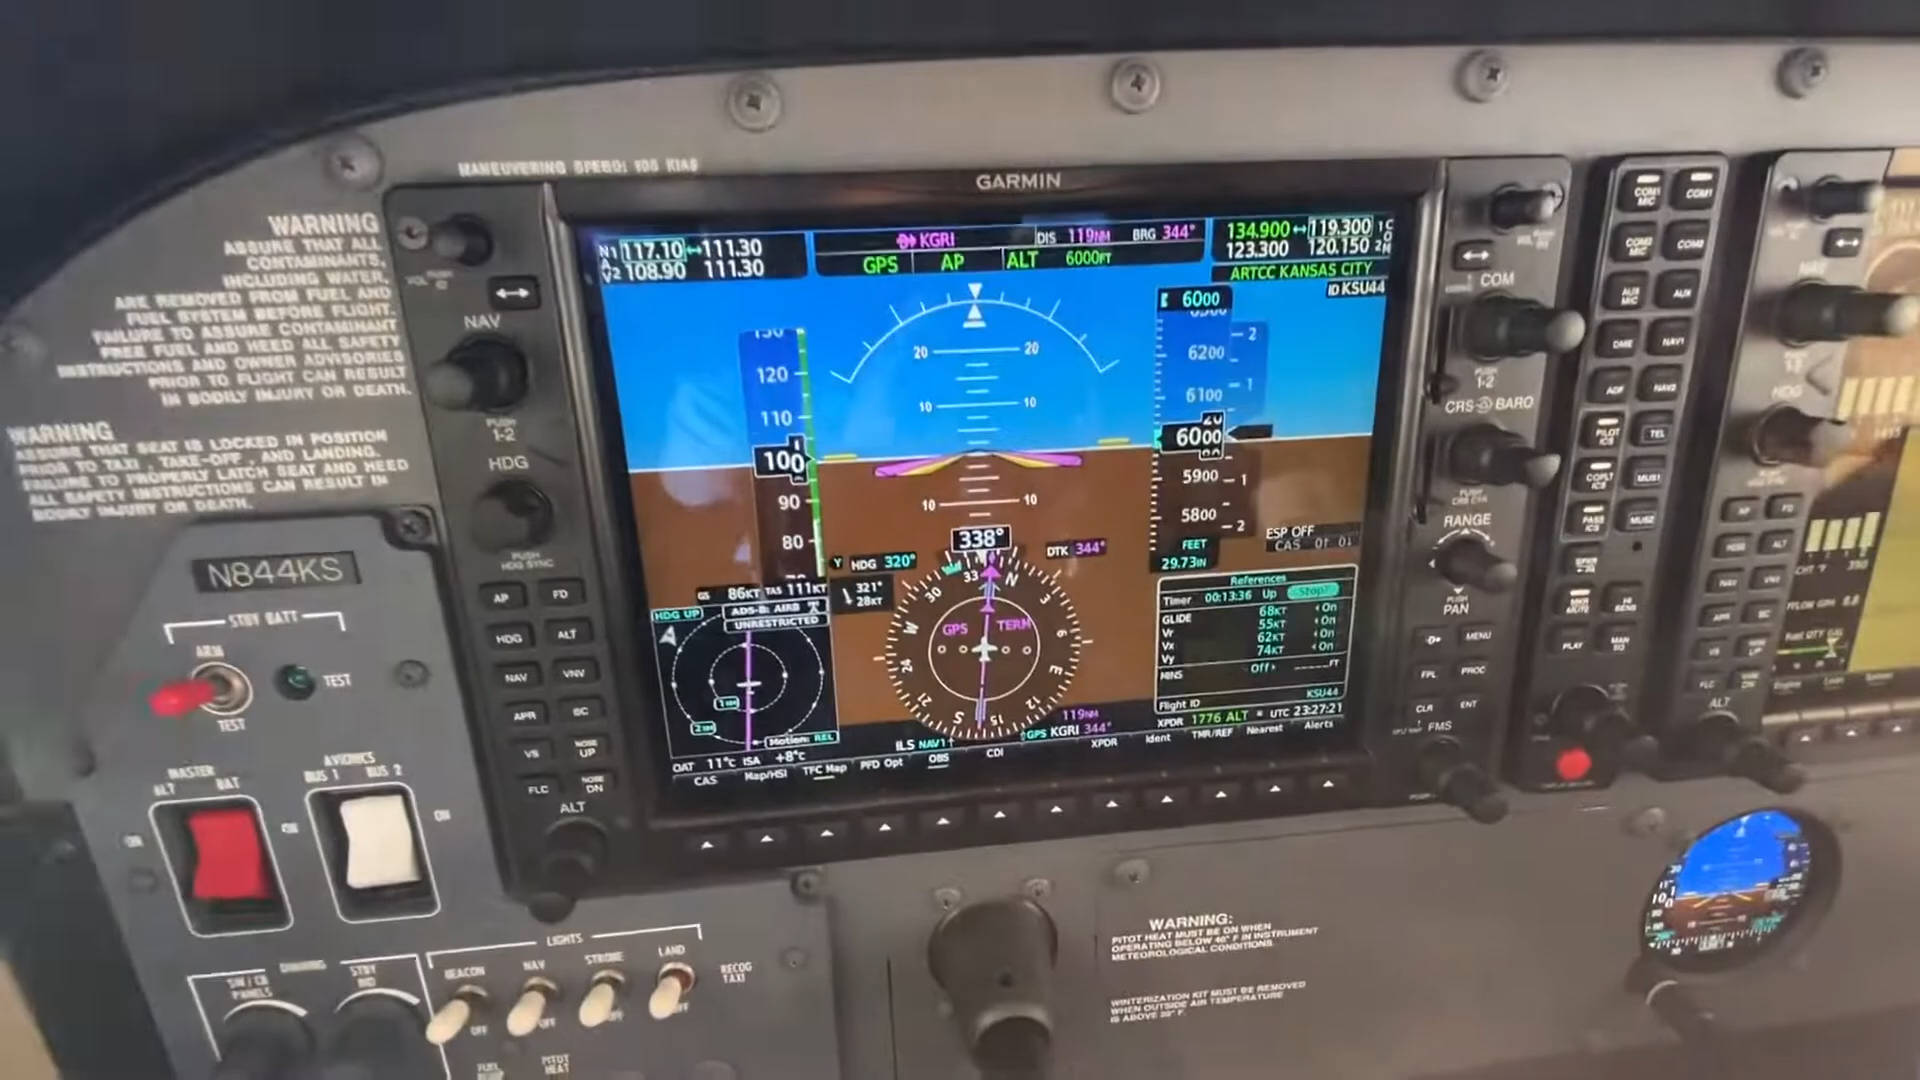 MANEUVERING SPEED: 105 KIAS
GARMIN
WARNING
ASSURE THAT ALL
CONTAMINANTS,
INCLUDING WATER,
ARE REMOVED FROM FUEL AND
FUEL SYSTEM BEFORE FLIGHT.
FAILURE TO ASSURE CONTAMINANT
FREE FUEL AND HEED ALL SAFETY
INSTRUCTIONS AND OWNER ADVISORIES
PRIOR TO FLIGHT CAN RESULT
IN BODILY INJURY OR DEATH.
WARNING
ASSURE THAT SEAT IS LOCKED IN POSITION
PRIOR TO TAXI, TAKE-OFF, AND LANDING.
FAILURE TO PROPERLY LATCH SEAT AND HEED
ALL SAFETY INSTRUCTIONS CAN RESULT IN
BODILY INJURY OR DEATH.
N844KS
STBY BATT
ARM
TEST
TEST
MASTER
ALT BAT
AVIONICS
BUS 1 BUS 2
ON
ON
ON
DIMMING
SW/CB
PANELS
STBY
IND
LIGHTS
BEACON NAV STROBE LAND
RECOG
TAXI
OFF OFF OFF OFF
PITOT
HEAT
NAV
PUSH
1-2
HDG
PUSH
HDG SYNC
AP FD
HDG ALT
NAV VNV
APR BC
VS NOSE UP
FLC NOSE DN
ALT
N1 117.10 ↔ 111.30
108.90 111.30
KGRI DIS 119NM BRG 344°
GPS AP ALT 6000FT
134.900 ↔ 119.300
123.300 120.150
ARTCC KANSAS CITY
ID KSU44
6000
130
120
110
100
90
80
20 20
10 10
10 10
6200
6100
6000
5900
5800
2
1
1
2
338°
Y HDG 320°
DTK 344°
321°
28KT
FEET
29.73IN
ESP OFF
CAS
GS 86KT TAS 111KT
HDG UP
ADS-B: AIRB
UNRESTRICTED
Motion: REL
33 N 3 6 E 12 15 S 21 24 W 30
GPS TERM
References
Timer 00:13:36 Up Stop?
GLIDE 68KT On
Vr 55KT On
Vx 62KT On
Vy 74KT On
MINS Off FT
Flight ID KSU44
XPDR 1776 ALT R UTC 23:27:21
119NM
GPS KGRI 344°
ILS NAV1
OAT 11°C ISA +8°C
CAS Map/HSI TFC Map PFD Opt OBS CDI XPDR Ident TMR/REF Nearest Alerts
COM
PUSH
1-2
CRS BARO
RANGE
PUSH
PAN
MENU
FPL PROC
CLR ENT
FMS
COM1
MIC
COM1
COM2
MIC
COM2
AUX
MIC
AUX
DME NAV1
ADF NAV2
PILOT
ICS
TEL
COPLT
ICS
MUS1
PASS
ICS
MUS2
SPKR
MKR
MUTE
HI
SENS
PLAY
MAN
SQ
HDG
ALT
WARNING:
PITOT HEAT MUST BE ON WHEN
OPERATING BELOW 40° F IN INSTRUMENT
METEOROLOGICAL CONDITIONS.
WINTERIZATION KIT MUST BE REMOVED
WHEN OUTSIDE AIR TEMPERATURE
IS ABOVE 20° F.